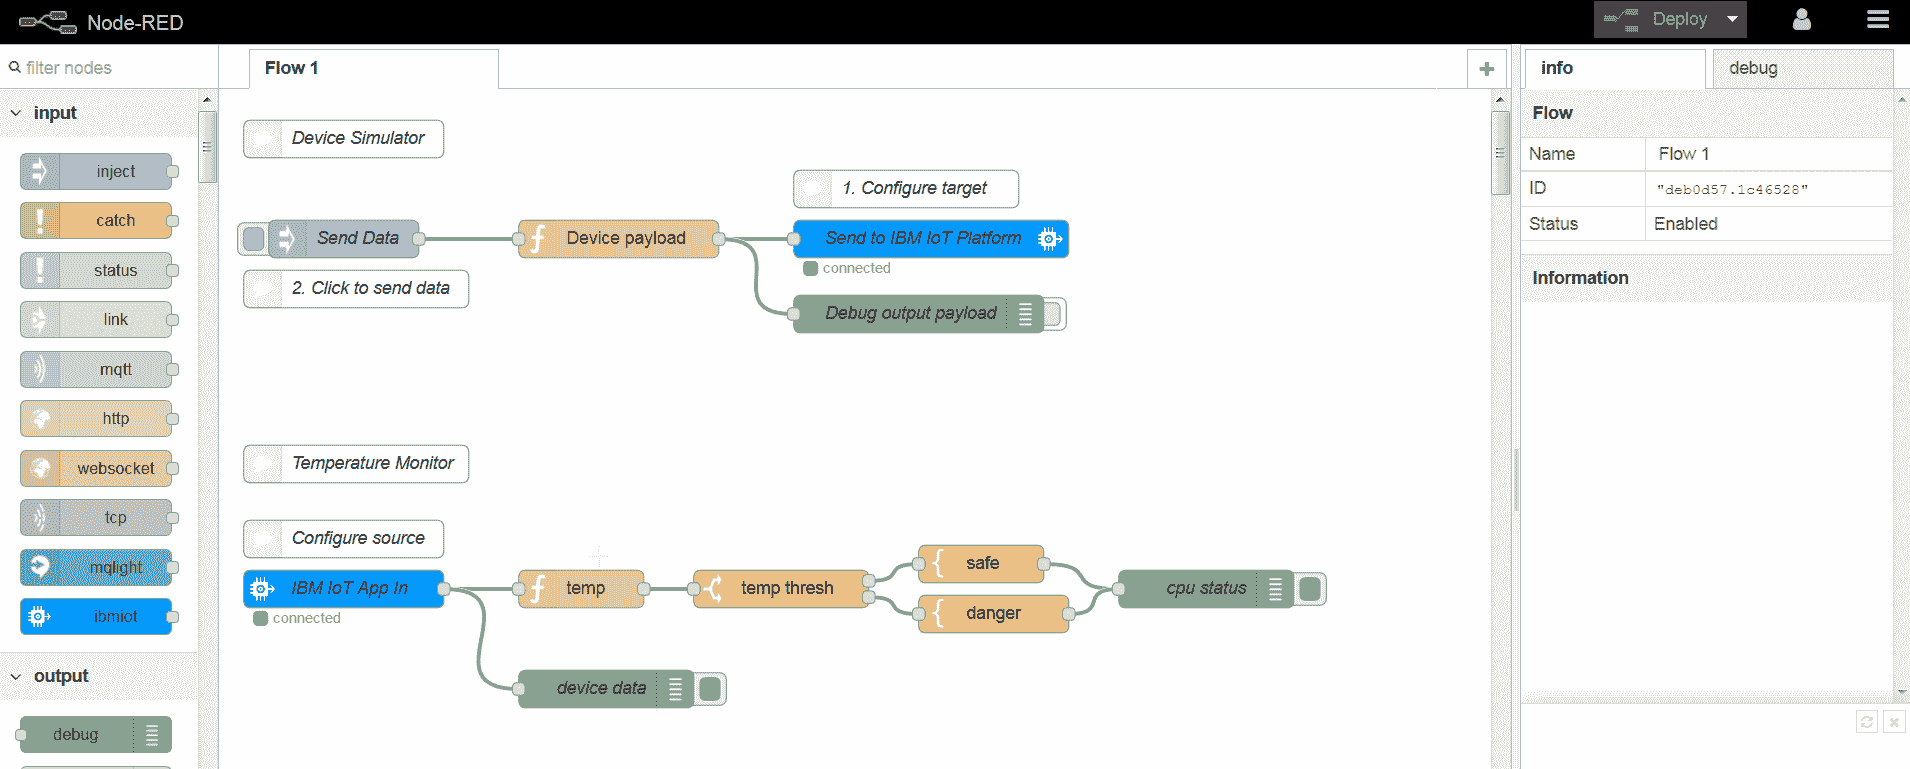 Node-RED
Deploy
filter nodes
Flow 1
info
debug
input
inject
catch
status
link
mqtt
http
websocket
tcp
mqlight
ibmiot
output
debug
Device Simulator
1. Configure target
Send Data
Device payload
Send to IBM IoT Platform
connected
2. Click to send data
Debug output payload
Temperature Monitor
Configure source
IBM IoT App In
connected
temp
temp thresh
safe
danger
cpu status
device data
Flow
Name
Flow 1
ID
"deb0d57.1c46528"
Status
Enabled
Information